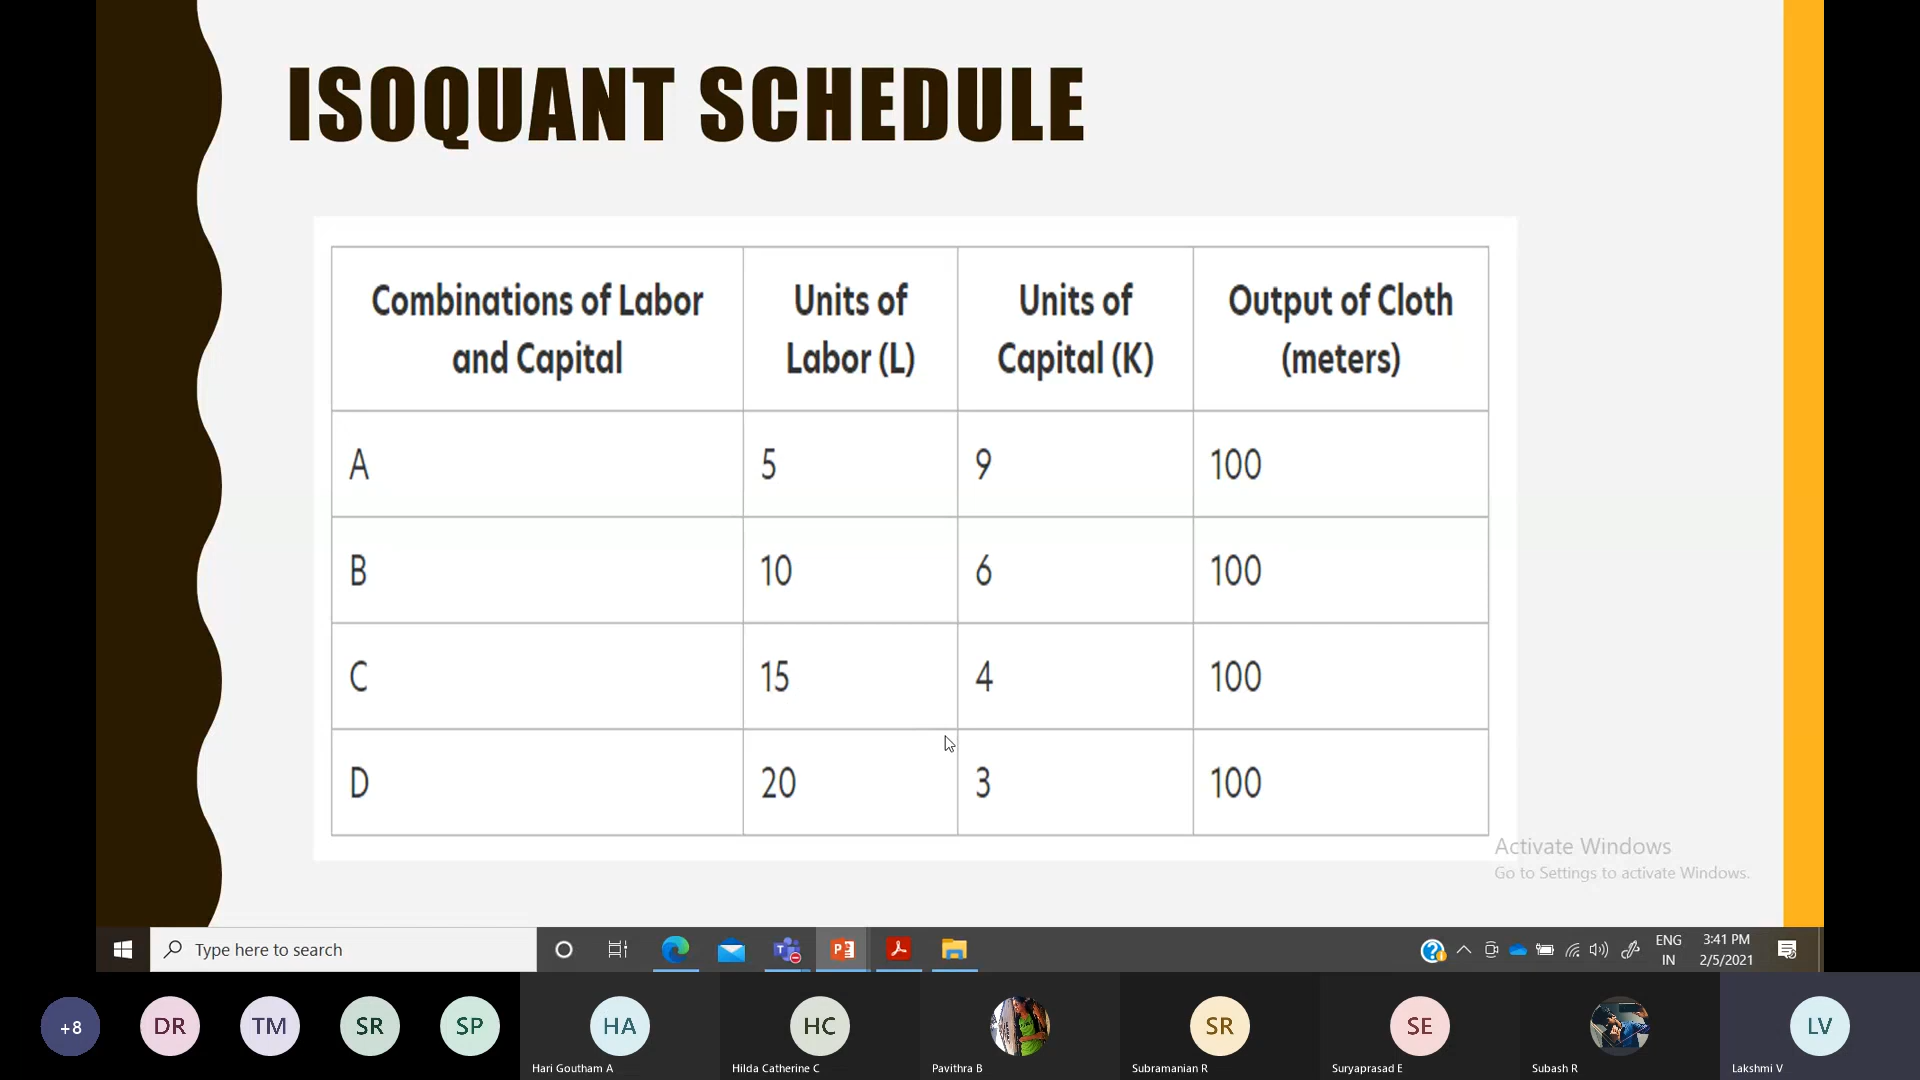 ISOQUANT SCHEDULE
Combinations of Labor
and Capital
Units of
Labor (L)
Units of
Capital (K)
Output of Cloth
(meters)
A
5
9
100
B
10
6
100
C
15
4
100
D
20
3
100
Activate Windows
Go to Settings to activate Windows.
Type here to search
ENG
IN
3:41 PM
2/5/2021
+8
DR
TM
SR
SP
HA
Hari Goutham A
HC
Hilda Catherine C
Pavithra B
SR
Subramanian R
SE
Suryaprasad E
Subash R
LV
Lakshmi V